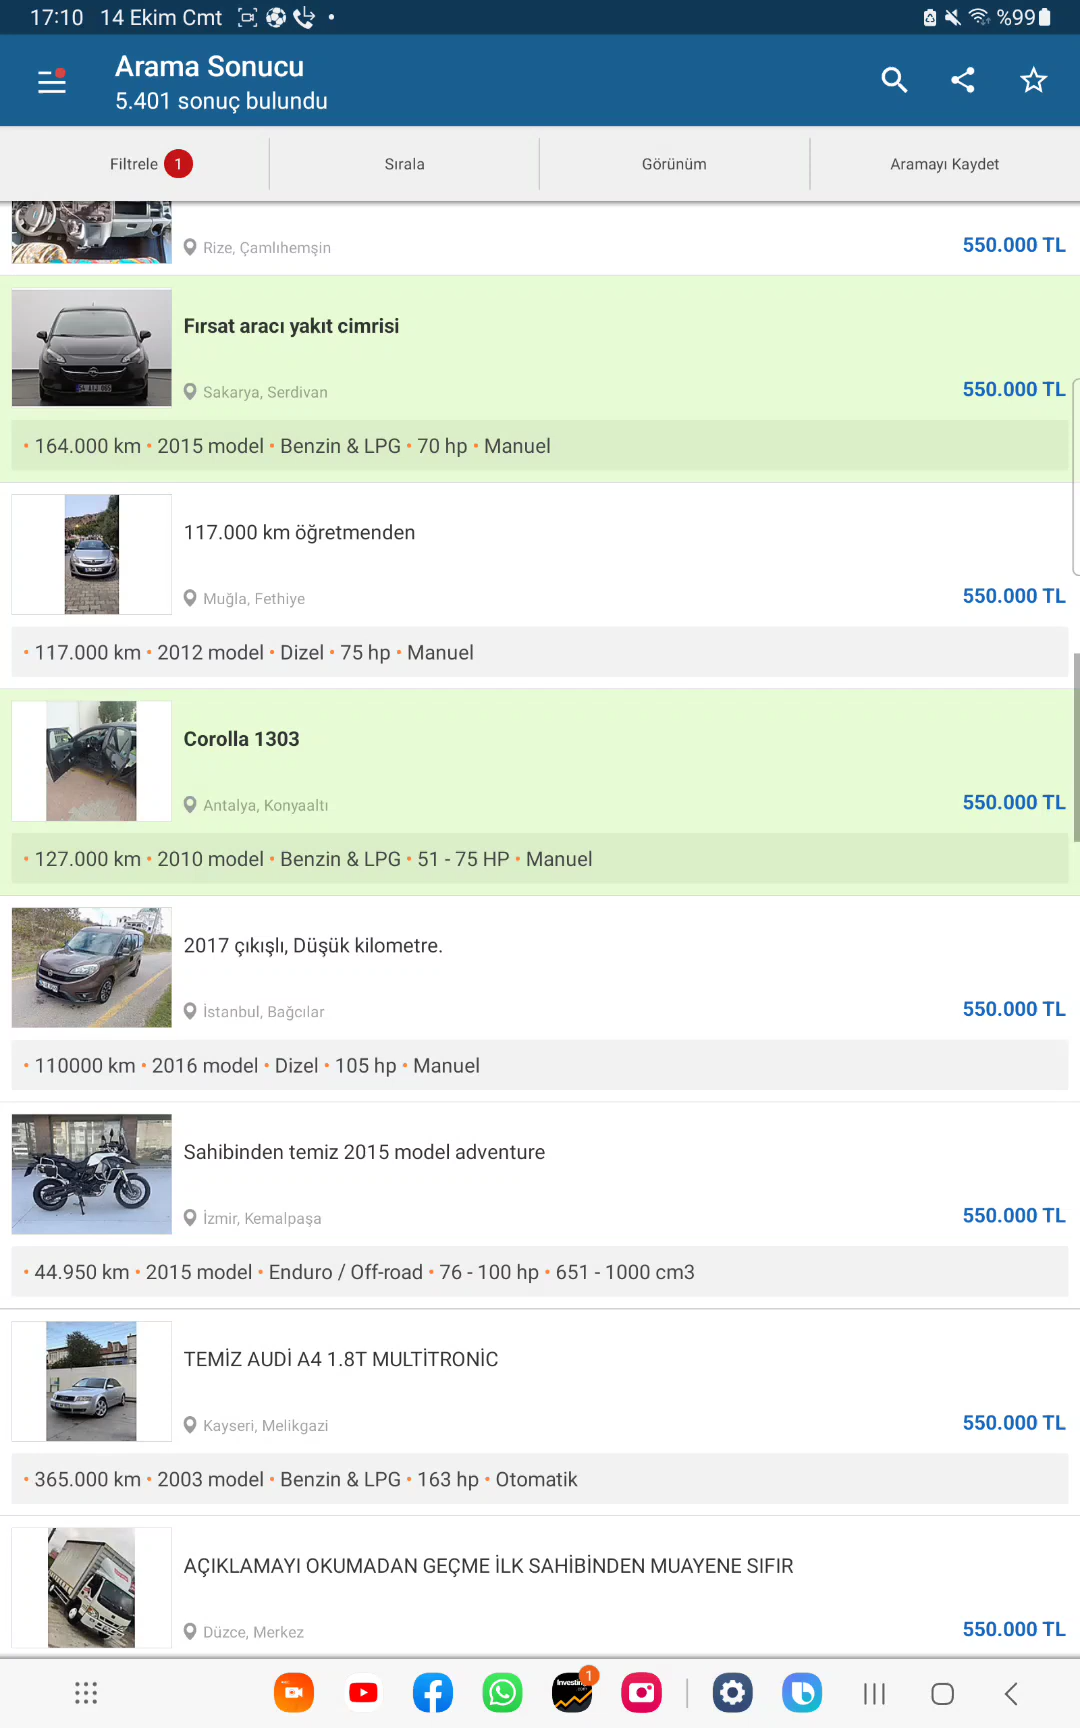 17:10 14 Ekim Cmt %99
Arama Sonucu
5.401 sonuç bulundu
Filtrele 1
Sırala
Görünüm
Aramayı Kaydet
Rize, Çamlıhemşin
550.000 TL
Fırsat aracı yakıt cimrisi
Sakarya, Serdivan
550.000 TL
• 164.000 km • 2015 model • Benzin & LPG • 70 hp • Manuel
117.000 km öğretmenden
Muğla, Fethiye
550.000 TL
• 117.000 km • 2012 model • Dizel • 75 hp • Manuel
Corolla 1303
Antalya, Konyaaltı
550.000 TL
• 127.000 km • 2010 model • Benzin & LPG • 51 - 75 HP • Manuel
2017 çıkışlı, Düşük kilometre.
İstanbul, Bağcılar
550.000 TL
• 110000 km • 2016 model • Dizel • 105 hp • Manuel
Sahibinden temiz 2015 model adventure
İzmir, Kemalpaşa
550.000 TL
• 44.950 km • 2015 model • Enduro / Off-road • 76 - 100 hp • 651 - 1000 cm3
TEMİZ AUDİ A4 1.8T MULTİTRONİC
Kayseri, Melikgazi
550.000 TL
• 365.000 km • 2003 model • Benzin & LPG • 163 hp • Otomatik
AÇIKLAMAYI OKUMADAN GEÇME İLK SAHİBİNDEN MUAYENE SIFIR
Düzce, Merkez
550.000 TL
1